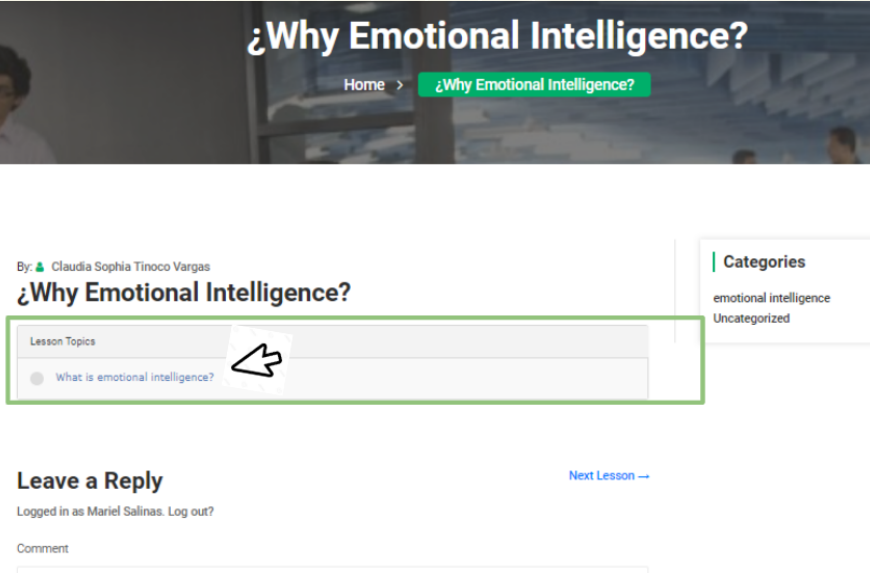 ¿Why Emotional Intelligence?
Home > ¿Why Emotional Intelligence?
By: Claudia Sophia Tinoco Vargas
¿Why Emotional Intelligence?
Lesson Topics
What is emotional intelligence?
Categories
emotional intelligence
Uncategorized
Leave a Reply
Next Lesson →
Logged in as Mariel Salinas. Log out?
Comment